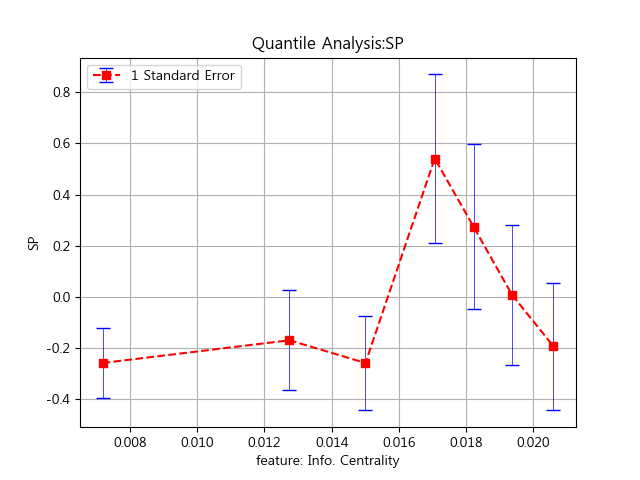 Quantile Analysis:SP
1 Standard Error
0.8
0.6
0.4
0.2
0.0
-0.2
-0.4
SP
0.008 0.010 0.012 0.014 0.016 0.018 0.020
feature: Info. Centrality